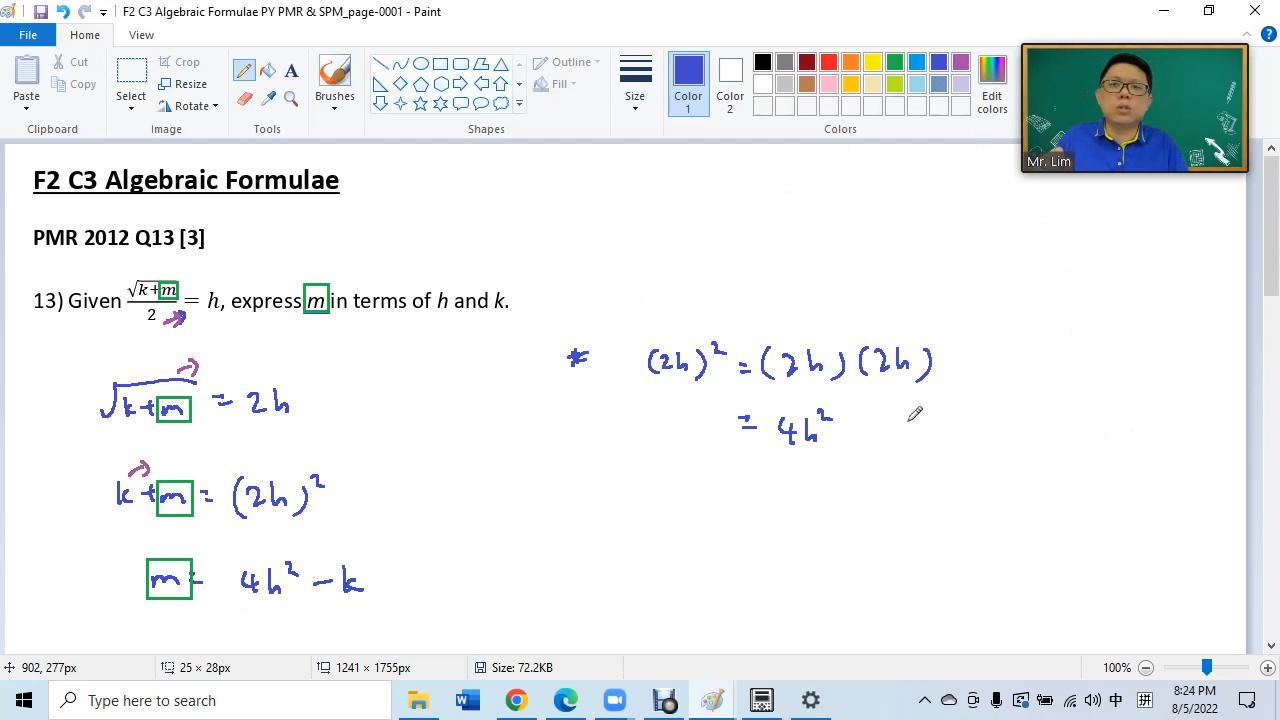 F2 C3 Algebraic Formulae PY PMR & SPM_page-0001 - Paint
File Home View
Paste Cut Copy Clipboard
Select Crop Resize Rotate Image
Tools
Brushes
Shapes Outline Fill
Size
Color 1 Color 2 Edit colors Colors
Mr. Lim
F2 C3 Algebraic Formulae
PMR 2012 Q13 [3]
13) Given √(k+m)/2 = h, express m in terms of h and k.
√(k+m) = 2h
k+m = (2h)²
m = 4h² - k
* (2h)² = (2h)(2h)
= 4h²
902, 277px 25 × 28px 1241 × 1755px Size: 72.2KB 100%
Type here to search
中 拼 8:24 PM
8/5/2022